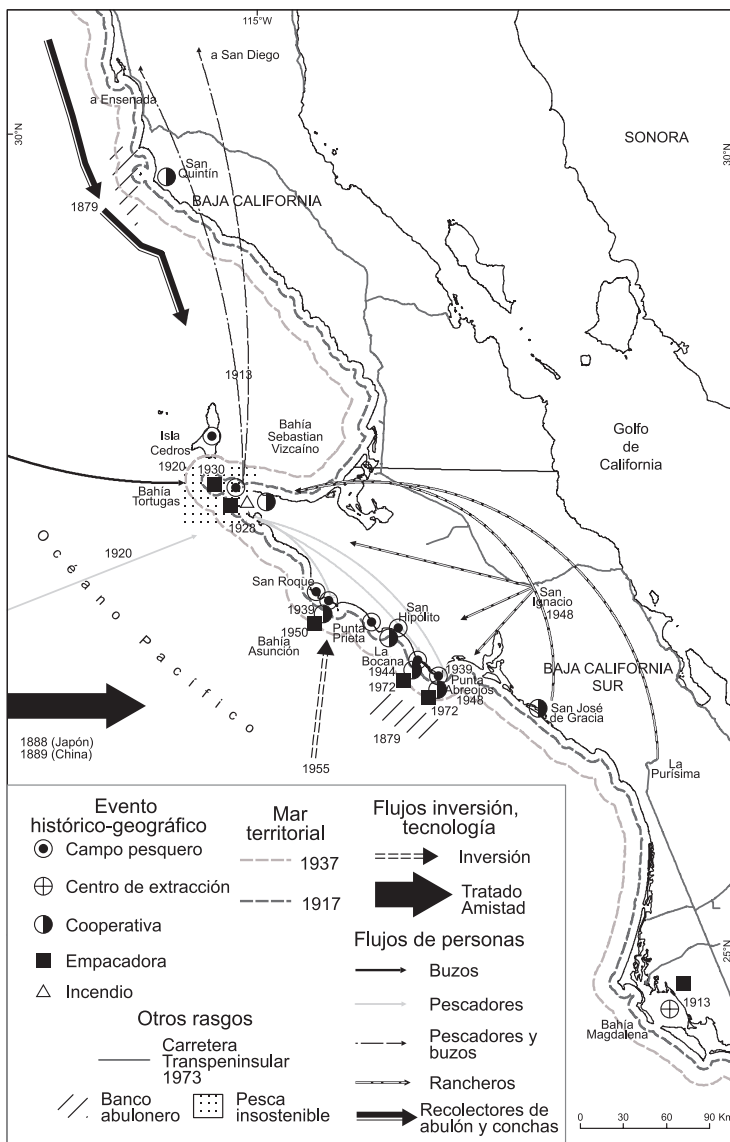 115°W
a San Diego
a Ensenada
30°N
30°N
SONORA
San
Quintín
BAJA CALIFORNIA
1879
1913
Isla
Cedros
Bahía
Sebastian
Vizcaíno
Golfo
de
California
1920
1930
Bahía
Tortugas
1928
Océano Pacífico
1920
San Roque
San
Ignacio
1948
1939
San
Hipólito
Punta
Prieta
1950
Bahía
Asunción
La
Bocana
1944
1939
Punta
Abreojos
1948
1972
1972
BAJA CALIFORNIA
SUR
San José
de Gracia
1879
1888 (Japón)
1889 (China)
1955
La
Purísima
25°N
1913
Bahía
Magdalena
Evento
histórico-geográfico
Campo pesquero
Centro de extracción
Cooperativa
Empacadora
Incendio
Mar
territorial
1937
1917
Flujos inversión,
tecnología
Inversión
Tratado
Amistad
Flujos de personas
Buzos
Pescadores
Pescadores y
buzos
Rancheros
Recolectores de
abulón y conchas
Otros rasgos
Carretera
Transpeninsular
1973
Banco
abulonero
Pesca
insostenible
0 30 60 90 Km